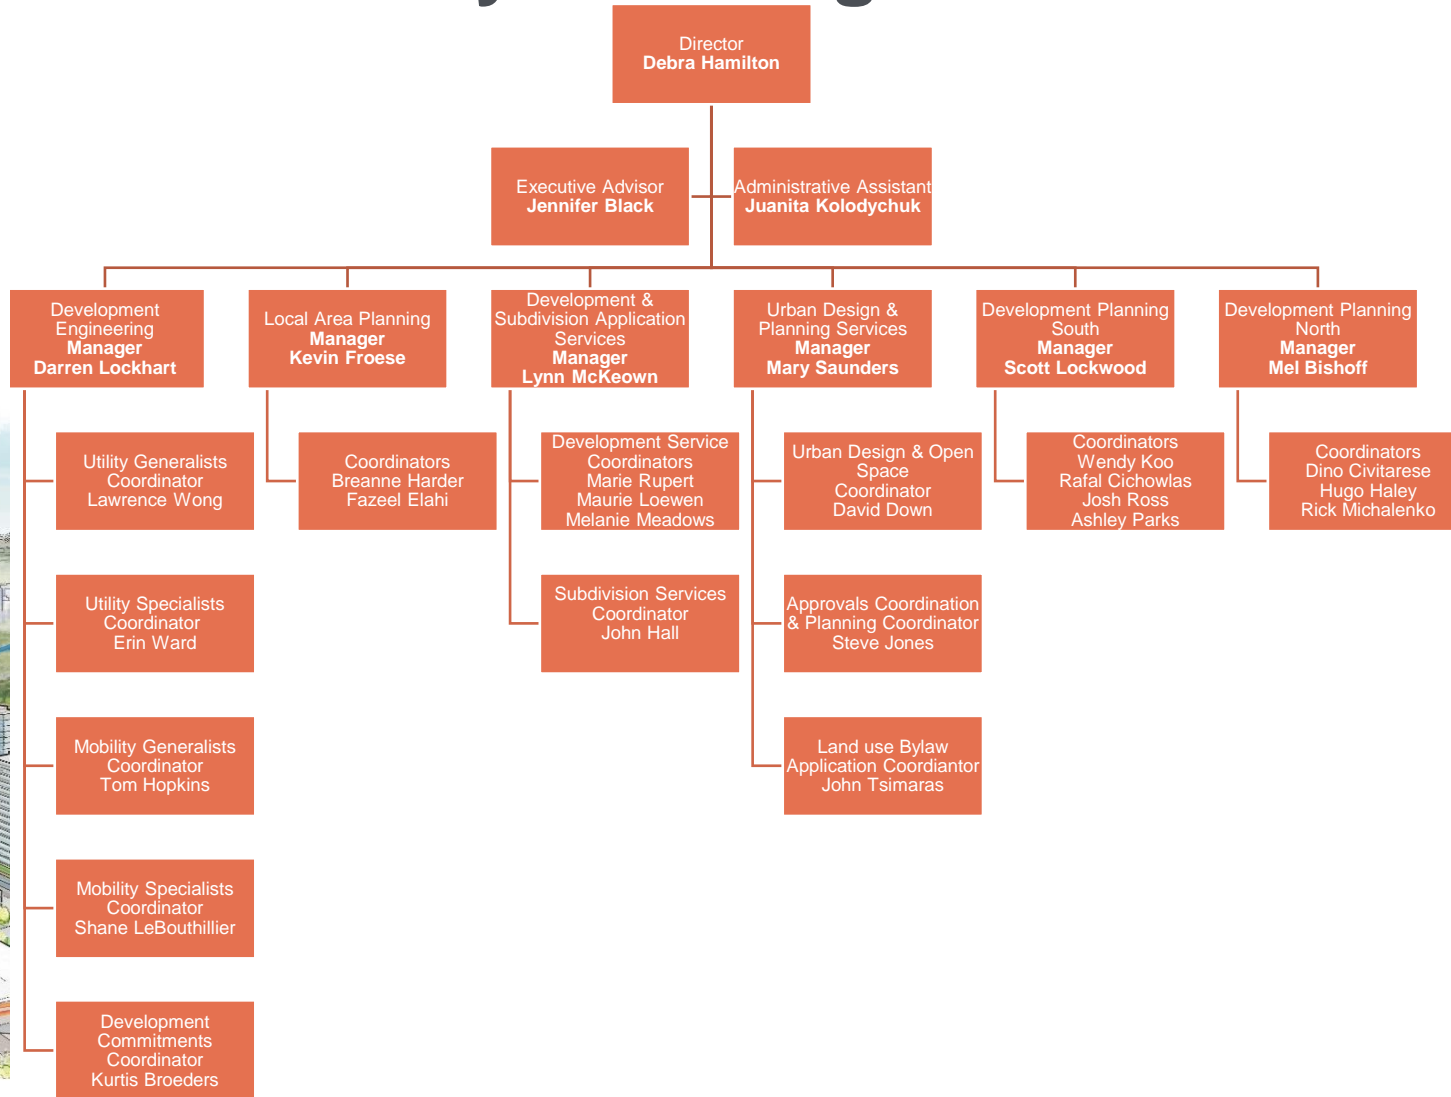 Director
Debra Hamilton
Executive Advisor
Jennifer Black
Administrative Assistant
Juanita Kolodychuk
Development
Engineering
Manager
Darren Lockhart
Local Area Planning
Manager
Kevin Froese
Development &
Subdivision Application
Services
Manager
Lynn McKeown
Urban Design &
Planning Services
Manager
Mary Saunders
Development Planning
South
Manager
Scott Lockwood
Development Planning
North
Manager
Mel Bishoff
Utility Generalists
Coordinator
Lawrence Wong
Coordinators
Breanne Harder
Fazeel Elahi
Development Service
Coordinators
Marie Rupert
Maurie Loewen
Melanie Meadows
Urban Design & Open
Space
Coordinator
David Down
Coordinators
Wendy Koo
Rafal Cichowlas
Josh Ross
Ashley Parks
Coordinators
Dino Civitarese
Hugo Haley
Rick Michalenko
Utility Specialists
Coordinator
Erin Ward
Subdivision Services
Coordinator
John Hall
Approvals Coordination
& Planning Coordinator
Steve Jones
Mobility Generalists
Coordinator
Tom Hopkins
Land use Bylaw
Application Coordiantor
John Tsimaras
Mobility Specialists
Coordinator
Shane LeBouthillier
Development
Commitments
Coordinator
Kurtis Broeders